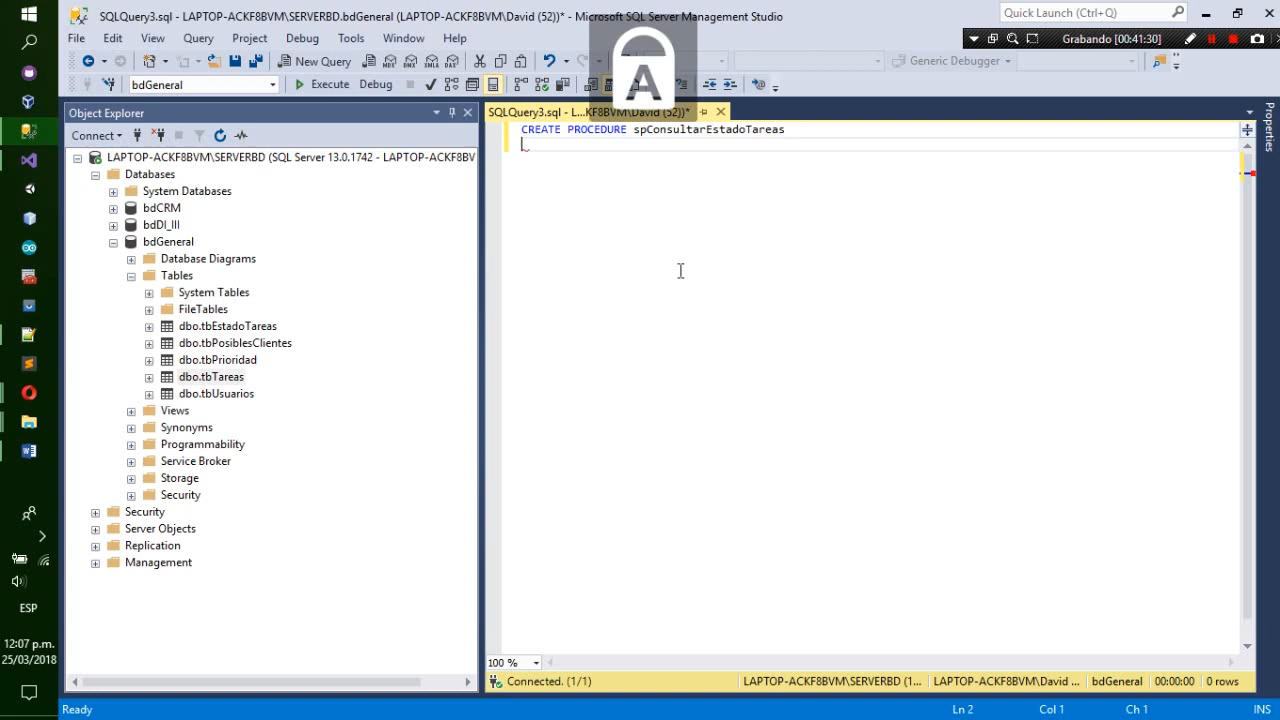 SQLQuery3.sql - LAPTOP-ACKF8BVM\SERVERBD.bdGeneral (LAPTOP-ACKF8BVM\David (52))* - Microsoft SQL Server Management Studio
Quick Launch (Ctrl+Q)
File Edit View Query Project Debug Tools Window Help
Grabando [00:41:30]
New Query
Generic Debugger
bdGeneral Execute Debug
A
Object Explorer
SQLQuery3.sql - L...KF8BVM\David (52))*
Properties
Connect
CREATE PROCEDURE spConsultarEstadoTareas
LAPTOP-ACKF8BVM\SERVERBD (SQL Server 13.0.1742 - LAPTOP-ACKF8BV
Databases
System Databases
bdCRM
bdDI_III
bdGeneral
Database Diagrams
Tables
System Tables
FileTables
dbo.tbEstadoTareas
dbo.tbPosiblesClientes
dbo.tbPrioridad
dbo.tbTareas
dbo.tbUsuarios
Views
Synonyms
Programmability
Service Broker
Storage
Security
Security
Server Objects
Replication
Management
ESP
12:07 p.m.
25/03/2018
100 %
Connected. (1/1)
LAPTOP-ACKF8BVM\SERVERBD (1... LAPTOP-ACKF8BVM\David ... bdGeneral 00:00:00 0 rows
Ready
Ln 2 Col 1 Ch 1 INS